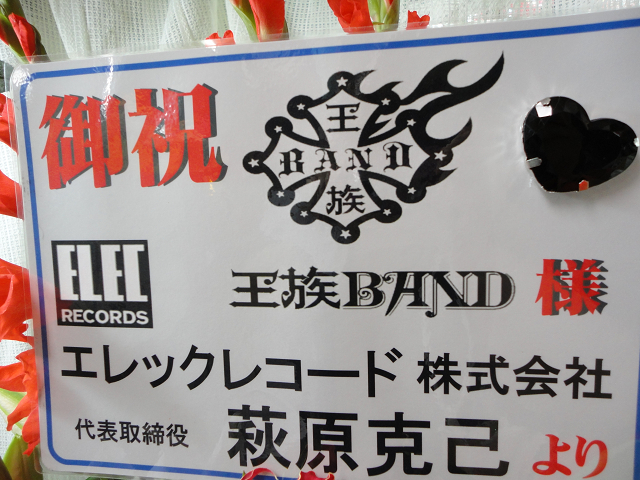 御祝
王
BAND
族
ELEC
RECORDS
王族BAND 様
エレックレコード 株式会社
代表取締役 萩原克己 より